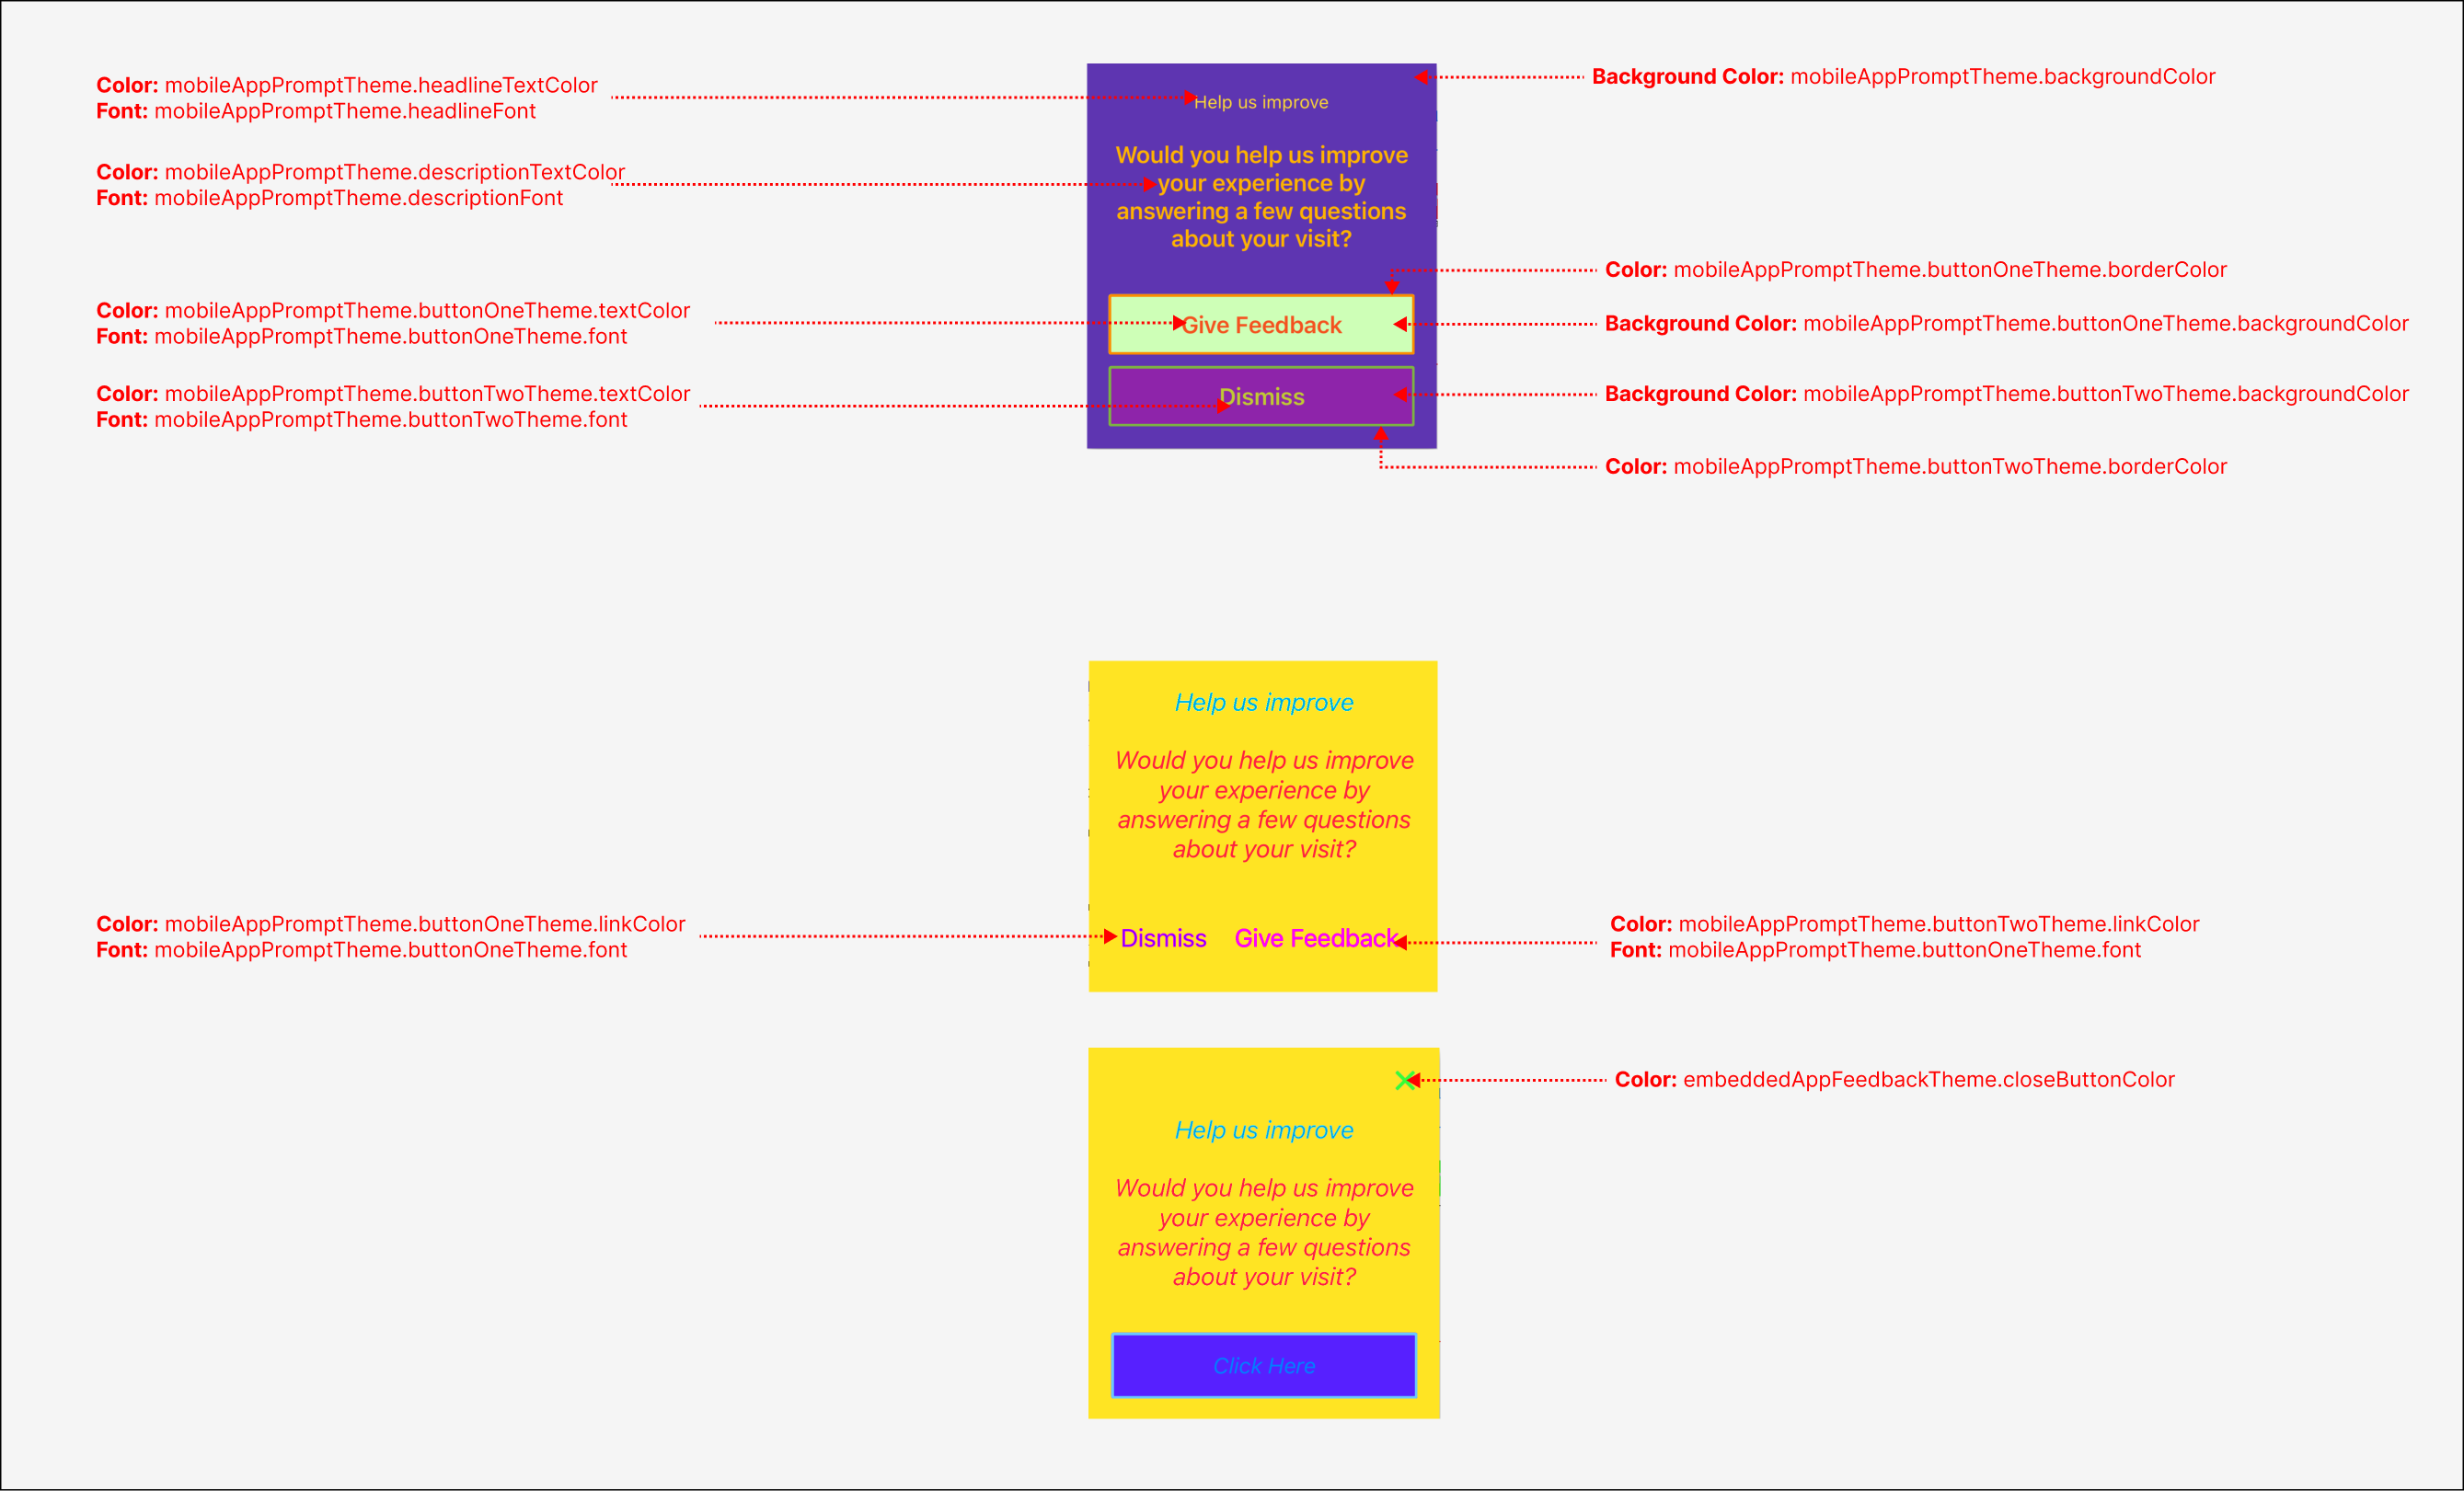 Color: mobileAppPromptTheme.headlineTextColor
Font: mobileAppPromptTheme.headlineFont
Color: mobileAppPromptTheme.descriptionTextColor
Font: mobileAppPromptTheme.descriptionFont
Color: mobileAppPromptTheme.buttonOneTheme.textColor
Font: mobileAppPromptTheme.buttonOneTheme.font
Color: mobileAppPromptTheme.buttonTwoTheme.textColor
Font: mobileAppPromptTheme.buttonTwoTheme.font
Help us improve
Would you help us improve
your experience by
answering a few questions
about your visit?
Give Feedback
Dismiss
Background Color: mobileAppPromptTheme.backgroundColor
Color: mobileAppPromptTheme.buttonOneTheme.borderColor
Background Color: mobileAppPromptTheme.buttonOneTheme.backgroundColor
Background Color: mobileAppPromptTheme.buttonTwoTheme.backgroundColor
Color: mobileAppPromptTheme.buttonTwoTheme.borderColor
Help us improve
Would you help us improve
your experience by
answering a few questions
about your visit?
Color: mobileAppPromptTheme.buttonOneTheme.linkColor
Font: mobileAppPromptTheme.buttonOneTheme.font
Dismiss Give Feedback
Color: mobileAppPromptTheme.buttonTwoTheme.linkColor
Font: mobileAppPromptTheme.buttonOneTheme.font
Color: embeddedAppFeedbackTheme.closeButtonColor
Help us improve
Would you help us improve
your experience by
answering a few questions
about your visit?
Click Here